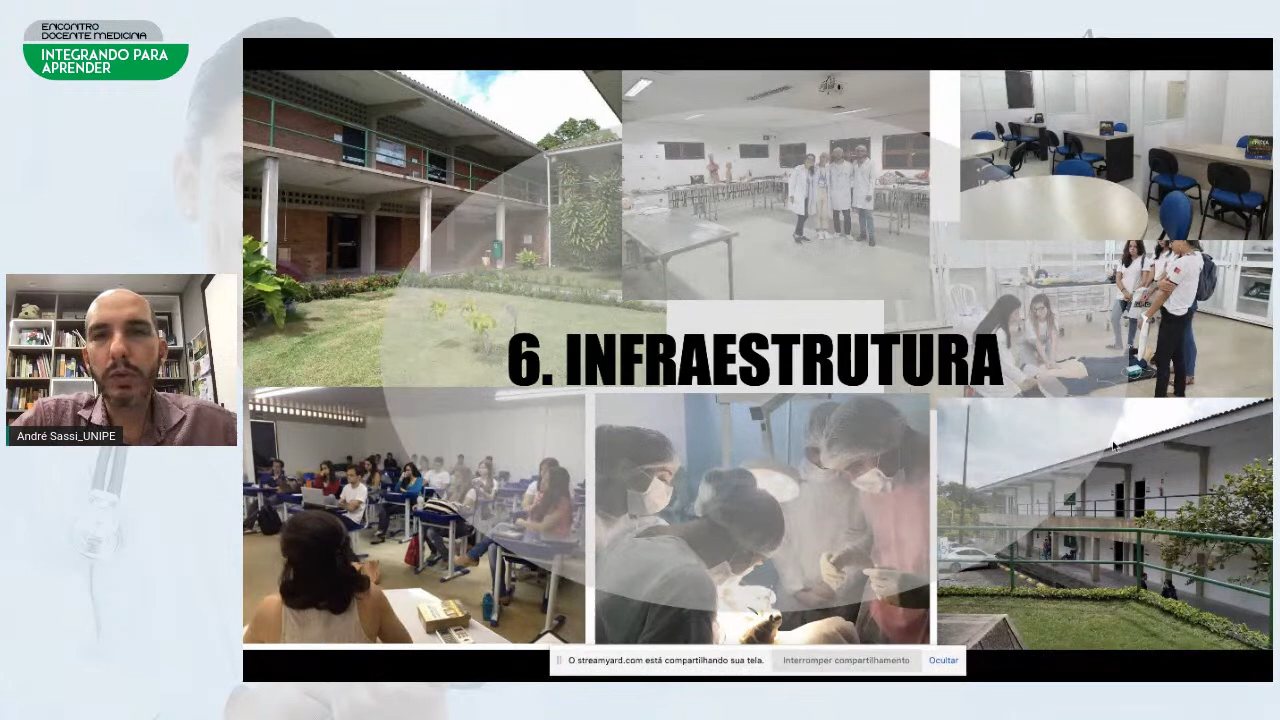 ENCONTRO
DOCENTE MEDICINA
INTEGRANDO PARA
APRENDER
6. INFRAESTRUTURA
André Sassi_UNIPE
O streamyard.com está compartilhando sua tela.
Interromper compartilhamento
Ocultar